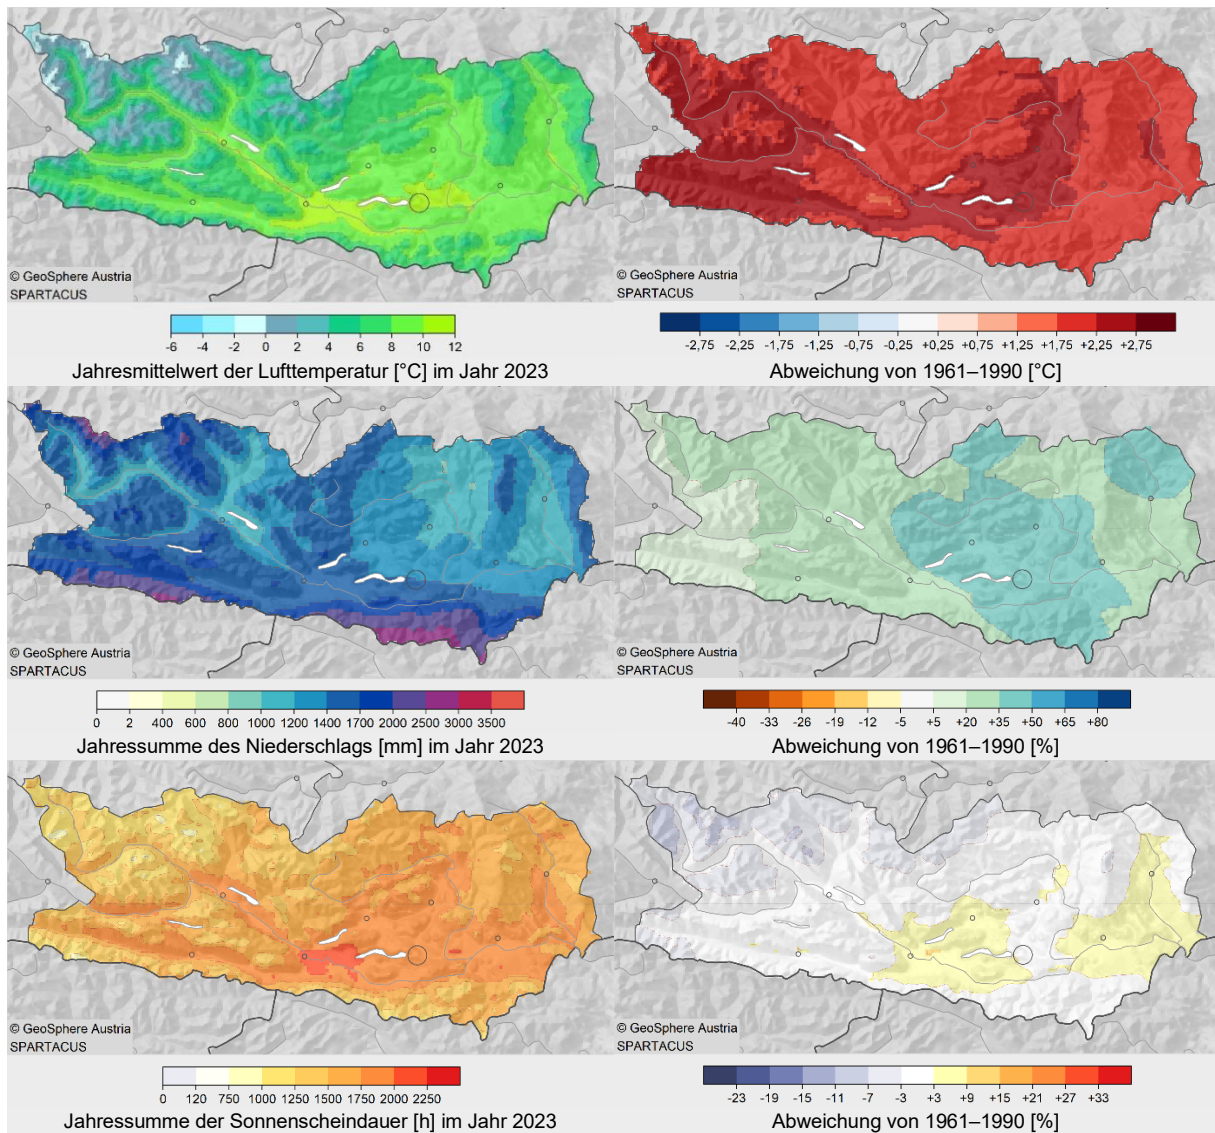 © GeoSphere Austria
SPARTACUS
-6 -4 -2 0 2 4 6 8 10 12
Jahresmittelwert der Lufttemperatur [°C] im Jahr 2023
© GeoSphere Austria
SPARTACUS
-2,75 -2,25 -1,75 -1,25 -0,75 -0,25 +0,25 +0,75 +1,25 +1,75 +2,25 +2,75
Abweichung von 1961–1990 [°C]
© GeoSphere Austria
SPARTACUS
0 2 400 600 800 1000 1200 1400 1700 2000 2500 3000 3500
Jahressumme des Niederschlags [mm] im Jahr 2023
© GeoSphere Austria
SPARTACUS
-40 -33 -26 -19 -12 -5 +5 +20 +35 +50 +65 +80
Abweichung von 1961–1990 [%]
© GeoSphere Austria
SPARTACUS
0 120 750 1000 1250 1500 1750 2000 2250
Jahressumme der Sonnenscheindauer [h] im Jahr 2023
© GeoSphere Austria
SPARTACUS
-23 -19 -15 -11 -7 -3 +3 +9 +15 +21 +27 +33
Abweichung von 1961–1990 [%]